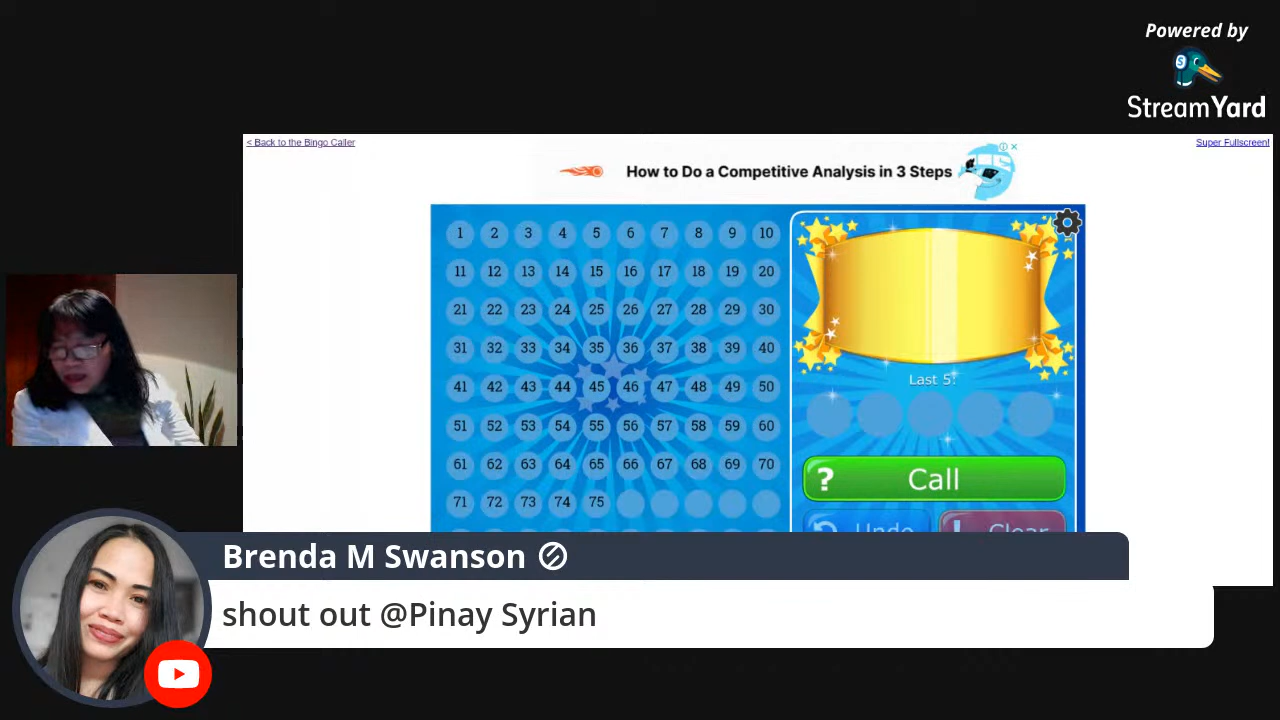 Powered by
StreamYard
< Back to the Bingo Caller
Super Fullscreen!
How to Do a Competitive Analysis in 3 Steps
1 2 3 4 5 6 7 8 9 10
11 12 13 14 15 16 17 18 19 20
21 22 23 24 25 26 27 28 29 30
31 32 33 34 35 36 37 38 39 40
41 42 43 44 45 46 47 48 49 50
51 52 53 54 55 56 57 58 59 60
61 62 63 64 65 66 67 68 69 70
71 72 73 74 75
Last 5:
? Call
Undo ! Clear
Brenda M Swanson
shout out @Pinay Syrian